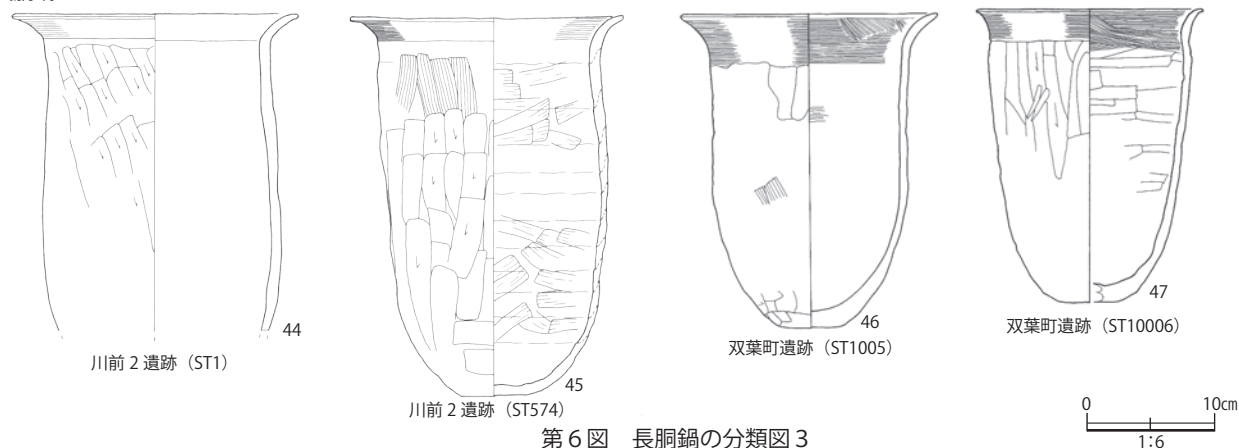 44
川前 2 遺跡（ST1）
45
川前 2 遺跡（ST574）
46
双葉町遺跡（ST1005）
47
双葉町遺跡（ST10006）
0 10cm
1:6
第 6 図 長胴鍋の分類図 3